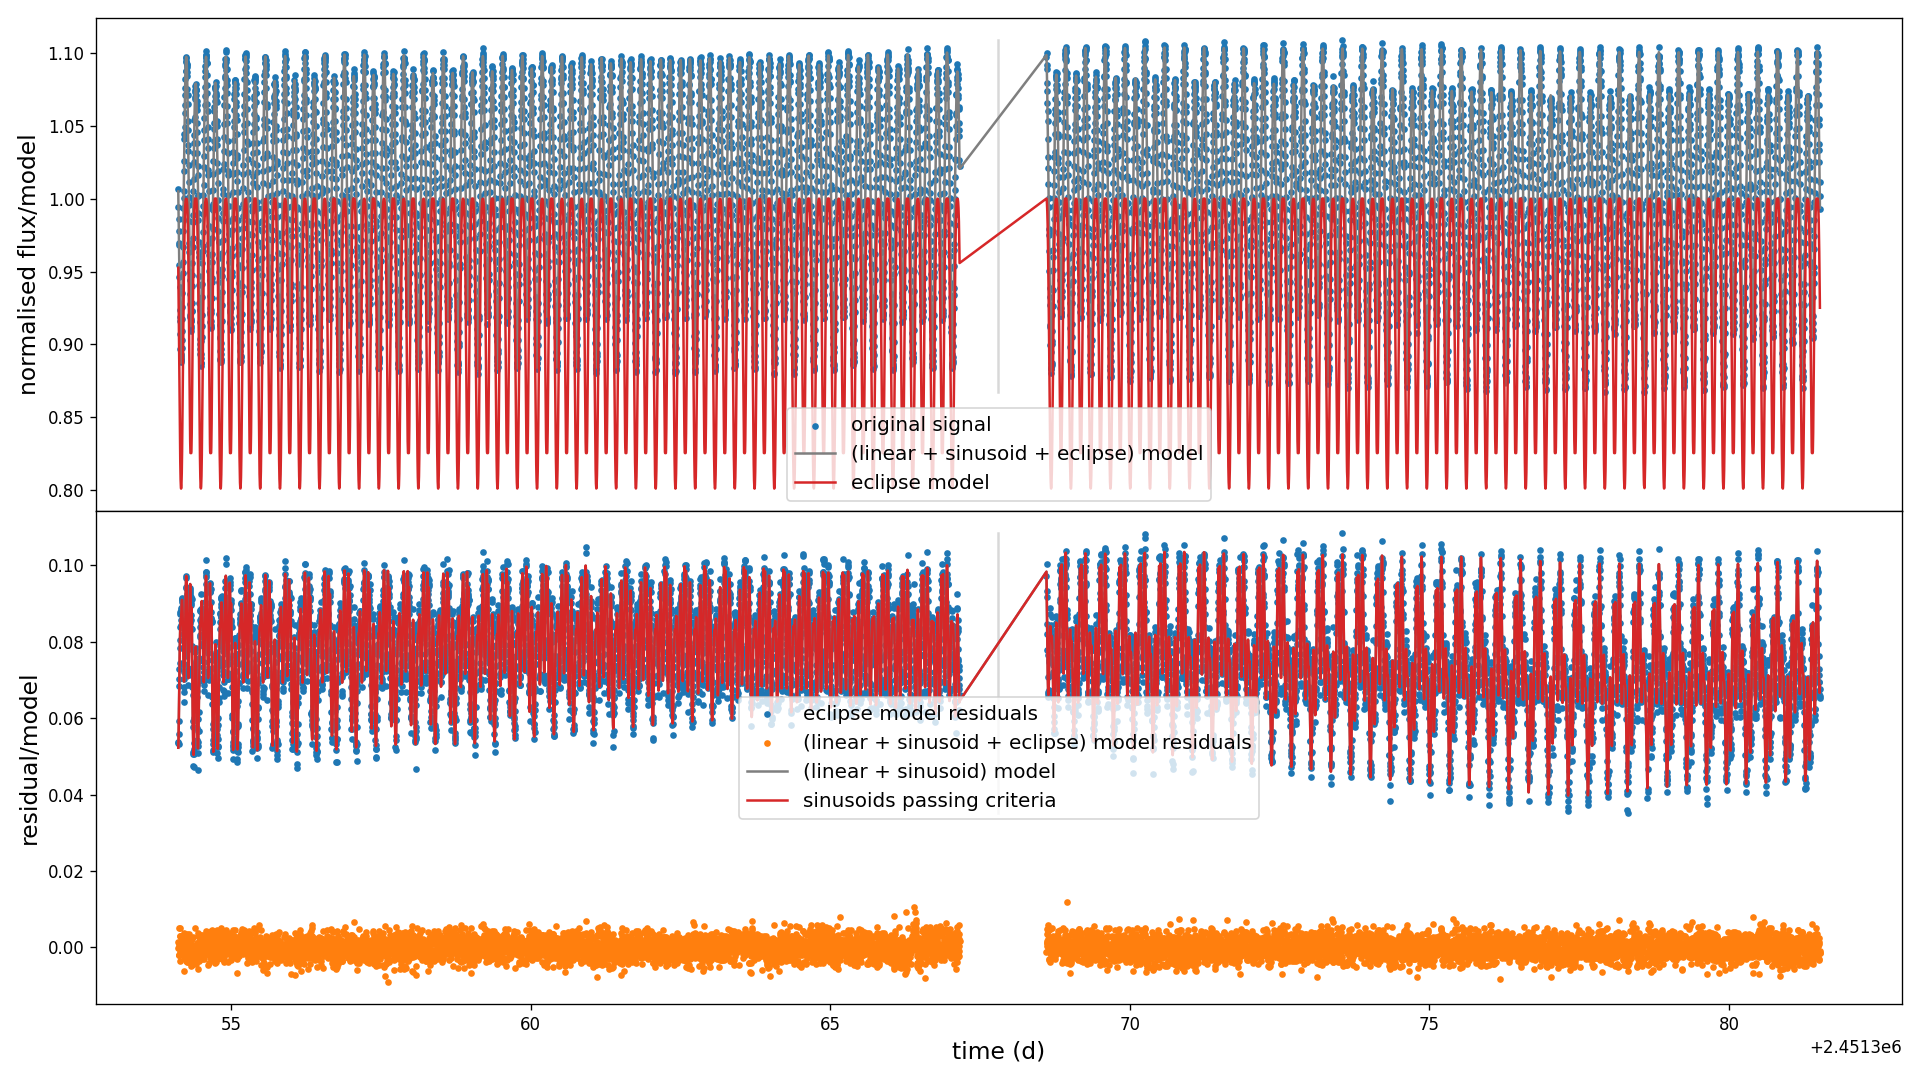 normalised flux/model
1.10
1.05
1.00
0.95
0.90
0.85
0.80
original signal
(linear + sinusoid + eclipse) model
eclipse model
residual/model
0.10
0.08
0.06
0.04
0.02
0.00
eclipse model residuals
(linear + sinusoid + eclipse) model residuals
(linear + sinusoid) model
sinusoids passing criteria
55 60 65 70 75 80
time (d)
+2.4513e6